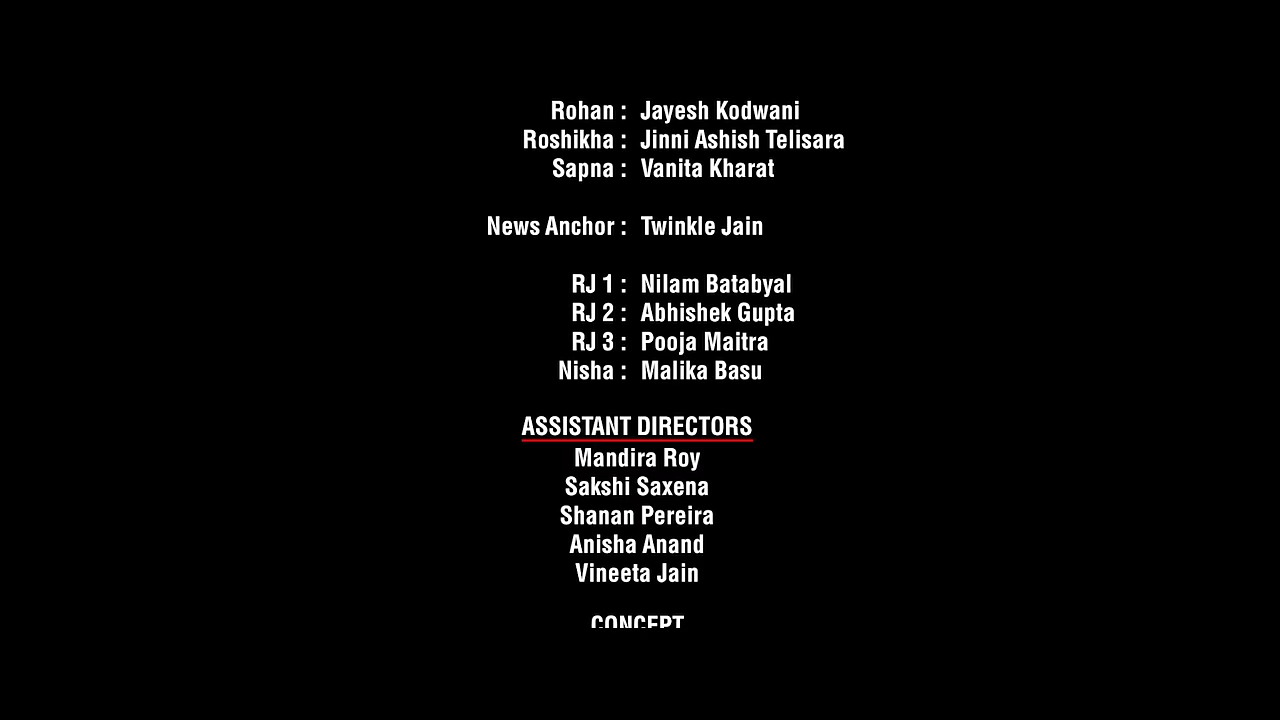 Rohan : Jayesh Kodwani
Roshikha : Jinni Ashish Telisara
Sapna : Vanita Kharat
News Anchor : Twinkle Jain
RJ 1 : Nilam Batabyal
RJ 2 : Abhishek Gupta
RJ 3 : Pooja Maitra
Nisha : Malika Basu
ASSISTANT DIRECTORS
Mandira Roy
Sakshi Saxena
Shanan Pereira
Anisha Anand
Vineeta Jain
CONCEPT